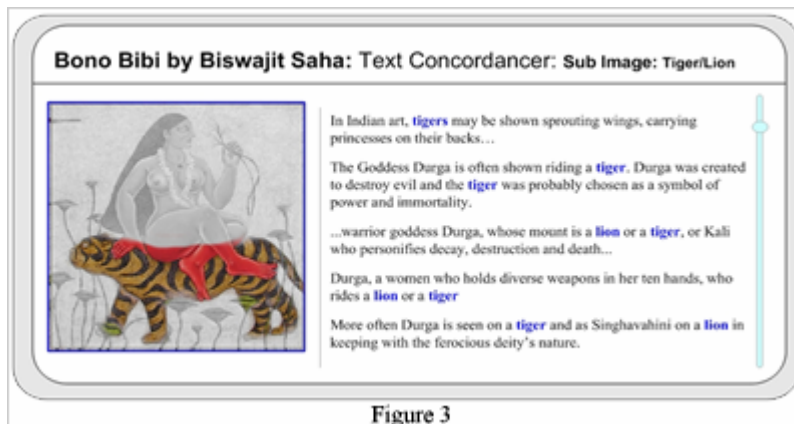 Bono Bibi by Biswajit Saha: Text Concordancer: Sub Image: Tiger/Lion
In Indian art, tigers may be shown sprouting wings, carrying
princesses on their backs…
The Goddess Durga is often shown riding a tiger. Durga was created
to destroy evil and the tiger was probably chosen as a symbol of
power and immortality.
...warrior goddess Durga, whose mount is a lion or a tiger, or Kali
who personifies decay, destruction and death...
Durga, a women who holds diverse weapons in her ten hands, who
rides a lion or a tiger
More often Durga is seen on a tiger and as Singhavahini on a lion in
keeping with the ferocious deity's nature.
Figure 3